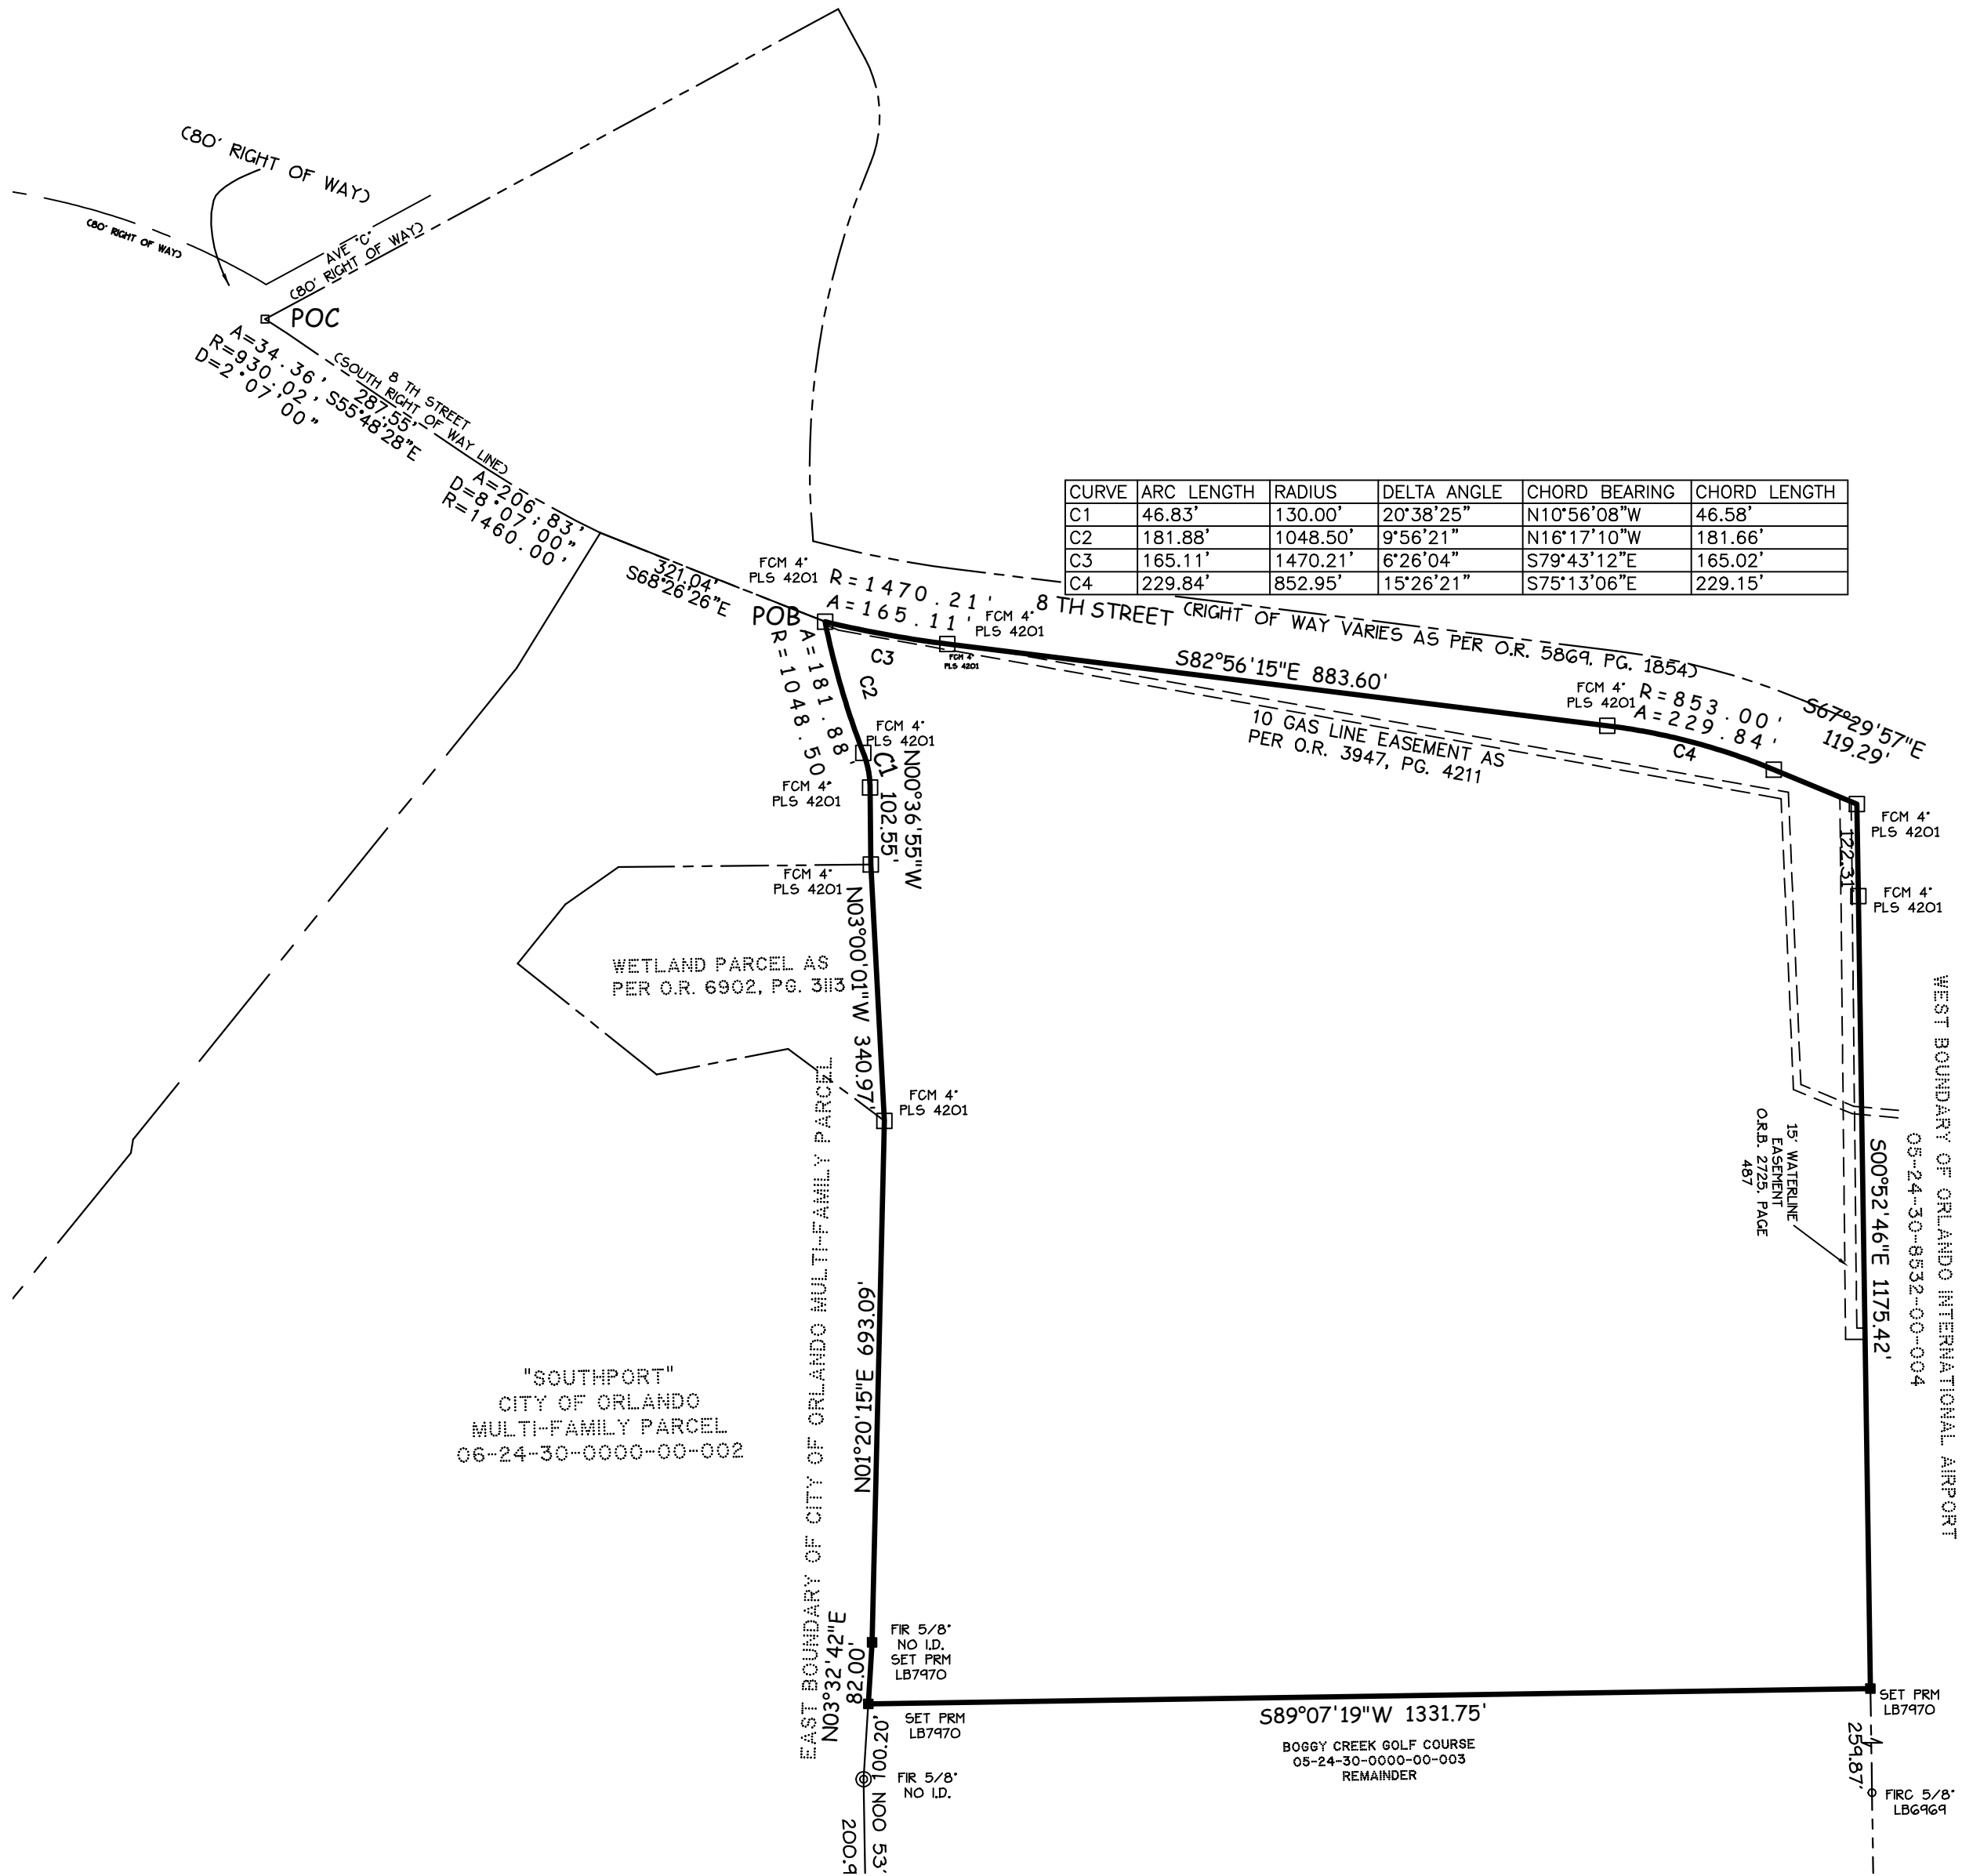 (80' RIGHT OF WAY)
(80' RIGHT OF WAY)
AVE "C"
(80' RIGHT OF WAY)
POC
A=34.36'
R=930.02'
D=2°07'00"
8 TH STREET
(SOUTH RIGHT OF WAY LINE)
287.55'
S55°48'28"E
A=206.83'
D=8°07'00"
R=1460.00'
321.04'
S68°26'26"E
CURVE ARC LENGTH RADIUS DELTA ANGLE CHORD BEARING CHORD LENGTH
C1 46.83' 130.00' 20°38'25" N10°56'08"W 46.58'
C2 181.88' 1048.50' 9°56'21" N16°17'10"W 181.66'
C3 165.11' 1470.21' 6°26'04" S79°43'12"E 165.02'
C4 229.84' 852.95' 15°26'21" S75°13'06"E 229.15'
FCM 4"
PLS 4201
POB
R=1470.21'
A=165.11'
FCM 4"
PLS 4201
8 TH STREET (RIGHT OF WAY VARIES AS PER O.R. 5869, PG. 1854)
FCM 4"
PLS 4201
C3
C2
A=181.88'
R=1048.50'
S82°56'15"E 883.60'
10 GAS LINE EASEMENT AS
PER O.R. 3947, PG. 4211
FCM 4"
PLS 4201
R=853.00'
A=229.84'
C4
S67°29'57"E
119.29'
FCM 4"
PLS 4201
C1
N00°36'55"W
102.55'
FCM 4"
PLS 4201
FCM 4"
PLS 4201
122.31'
FCM 4"
PLS 4201
FCM 4"
PLS 4201
WETLAND PARCEL AS
PER O.R. 6902, PG. 3113
N03°00'01"W 340.97'
FCM 4"
PLS 4201
15' WATERLINE
EASEMENT
O.R.B. 2725, PAGE
487
S00°52'46"E 1175.42'
05-24-30-8532-00-004
WEST BOUNDARY OF ORLANDO INTERNATIONAL AIRPORT
EAST BOUNDARY OF CITY OF ORLANDO MULTI-FAMILY PARCEL
N01°20'15"E 693.09'
"SOUTHPORT"
CITY OF ORLANDO
MULTI-FAMILY PARCEL
06-24-30-0000-00-002
N03°32'42"E
82.00'
FIR 5/8"
NO I.D.
SET PRM
LB7970
SET PRM
LB7970
S89°07'19"W 1331.75'
BOGGY CREEK GOLF COURSE
05-24-30-0000-00-003
REMAINDER
SET PRM
LB7970
259.87'
FIRC 5/8"
LB6969
100.20'
FIR 5/8"
NO I.D.
N00 53'
200.9